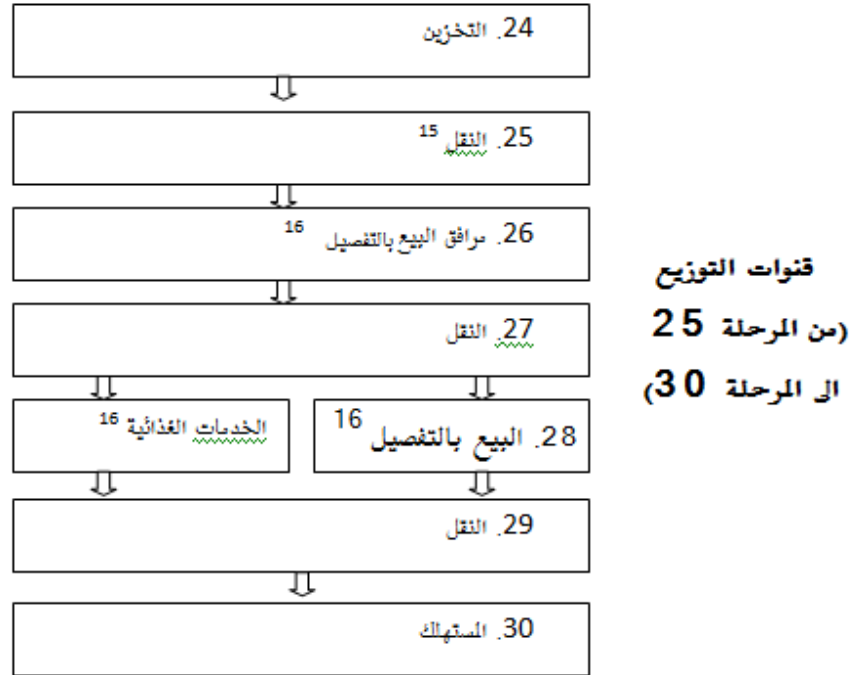 24. التخزين
25. النقل 15
26. مرافق البيع بالتفصيل 16
27. النقل
28. البيع بالتفصيل 16
الخدمات الغذائية 16
29. النقل
30. المستهلك
قنوات التوزيع
(من المرحلة 25
الى المرحلة 30)